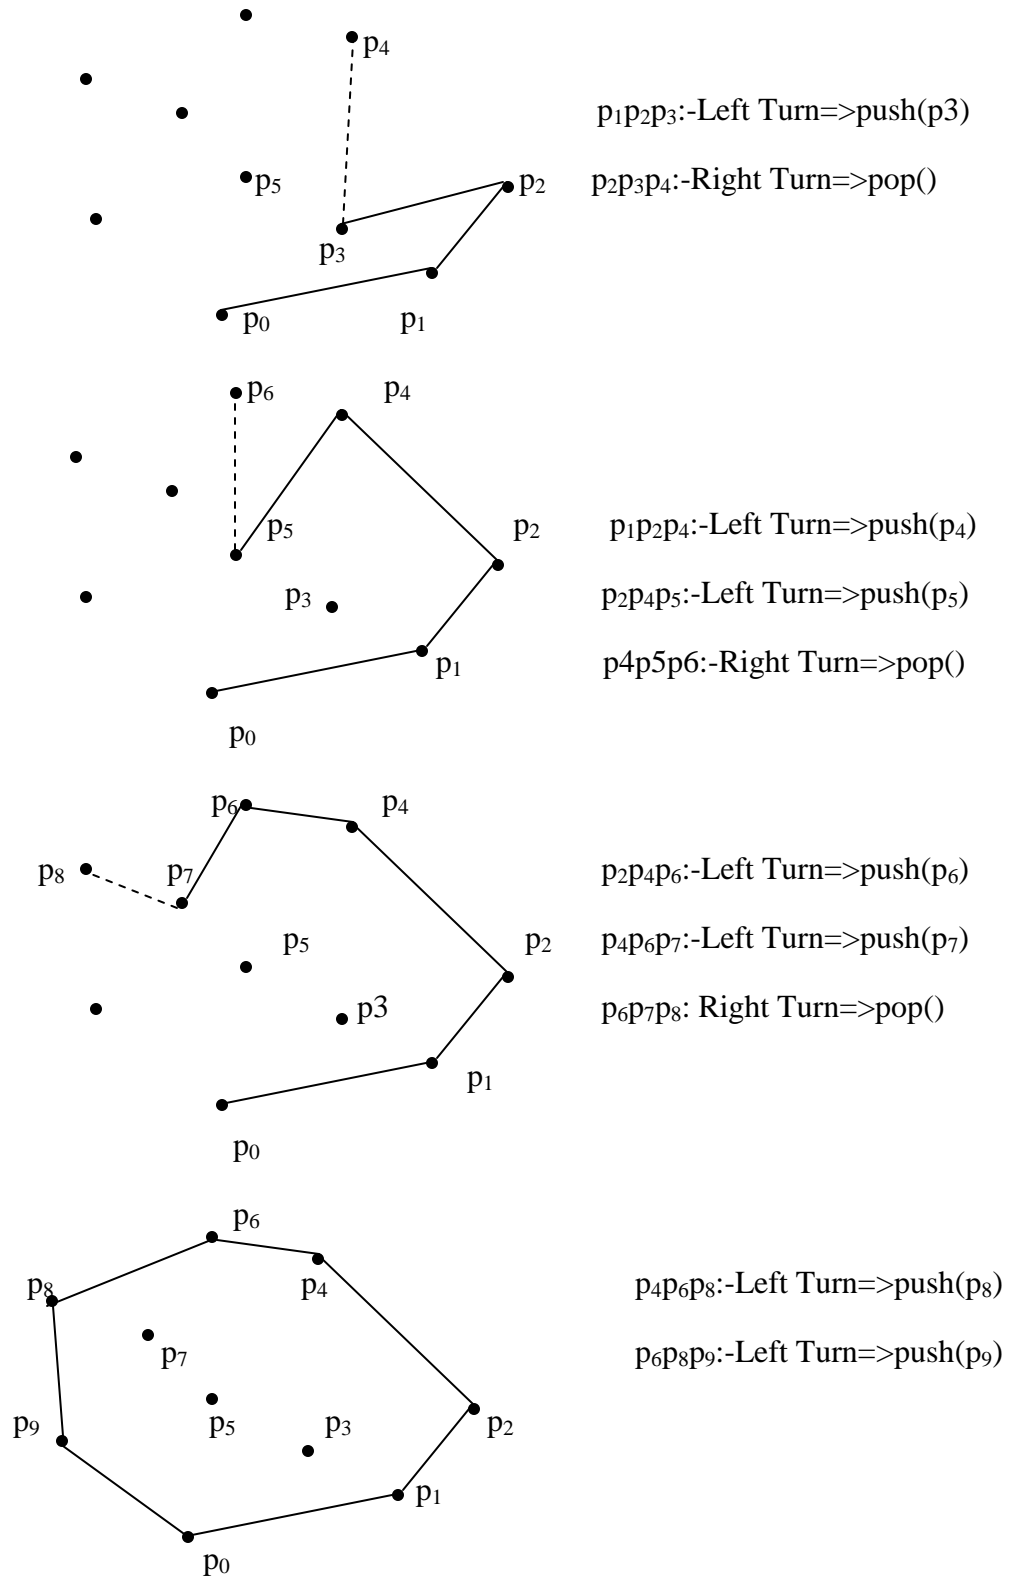 p₄
p₁p₂p₃:-Left Turn=>push(p3)
p₅
p₂
p₂p₃p₄:-Right Turn=>pop()
p₃
p₀
p₁
p₆
p₄
p₅
p₂
p₁p₂p₄:-Left Turn=>push(p₄)
p₃
p₂p₄p₅:-Left Turn=>push(p₅)
p₁
p4p5p6:-Right Turn=>pop()
p₀
p₆
p₄
p₈
p₇
p₂p₄p₆:-Left Turn=>push(p₆)
p₅
p₂
p₄p₆p₇:-Left Turn=>push(p₇)
p3
p₆p₇p₈: Right Turn=>pop()
p₁
p₀
p₆
p₈
p₄
p₄p₆p₈:-Left Turn=>push(p₈)
p₇
p₆p₈p₉:-Left Turn=>push(p₉)
p₉
p₅
p₃
p₂
p₁
p₀